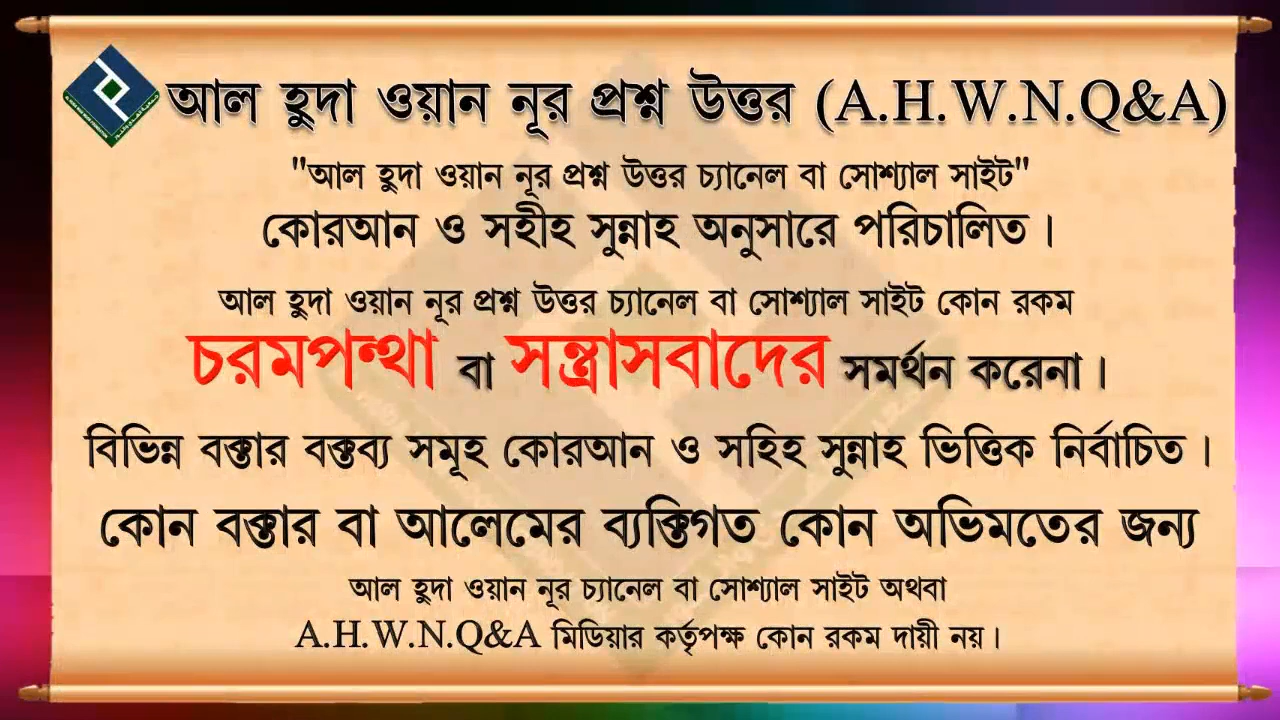 আল হুদা ওয়ান নূর প্রশ্ন উত্তর (A.H.W.N.Q&A)
"আল হুদা ওয়ান নূর প্রশ্ন উত্তর চ্যানেল বা সোশ্যাল সাইট"
কোরআন ও সহীহ সুন্নাহ অনুসারে পরিচালিত।
আল হুদা ওয়ান নূর প্রশ্ন উত্তর চ্যানেল বা সোশ্যাল সাইট কোন রকম
চরমপন্থা বা সন্ত্রাসবাদের সমর্থন করেনা।
বিভিন্ন বক্তার বক্তব্য সমূহ কোরআন ও সহিহ সুন্নাহ ভিত্তিক নির্বাচিত।
কোন বক্তার বা আলেমের ব্যক্তিগত কোন অভিমতের জন্য
আল হুদা ওয়ান নূর চ্যানেল বা সোশ্যাল সাইট অথবা
A.H.W.N.Q&A মিডিয়ার কর্তৃপক্ষ কোন রকম দায়ী নয়।